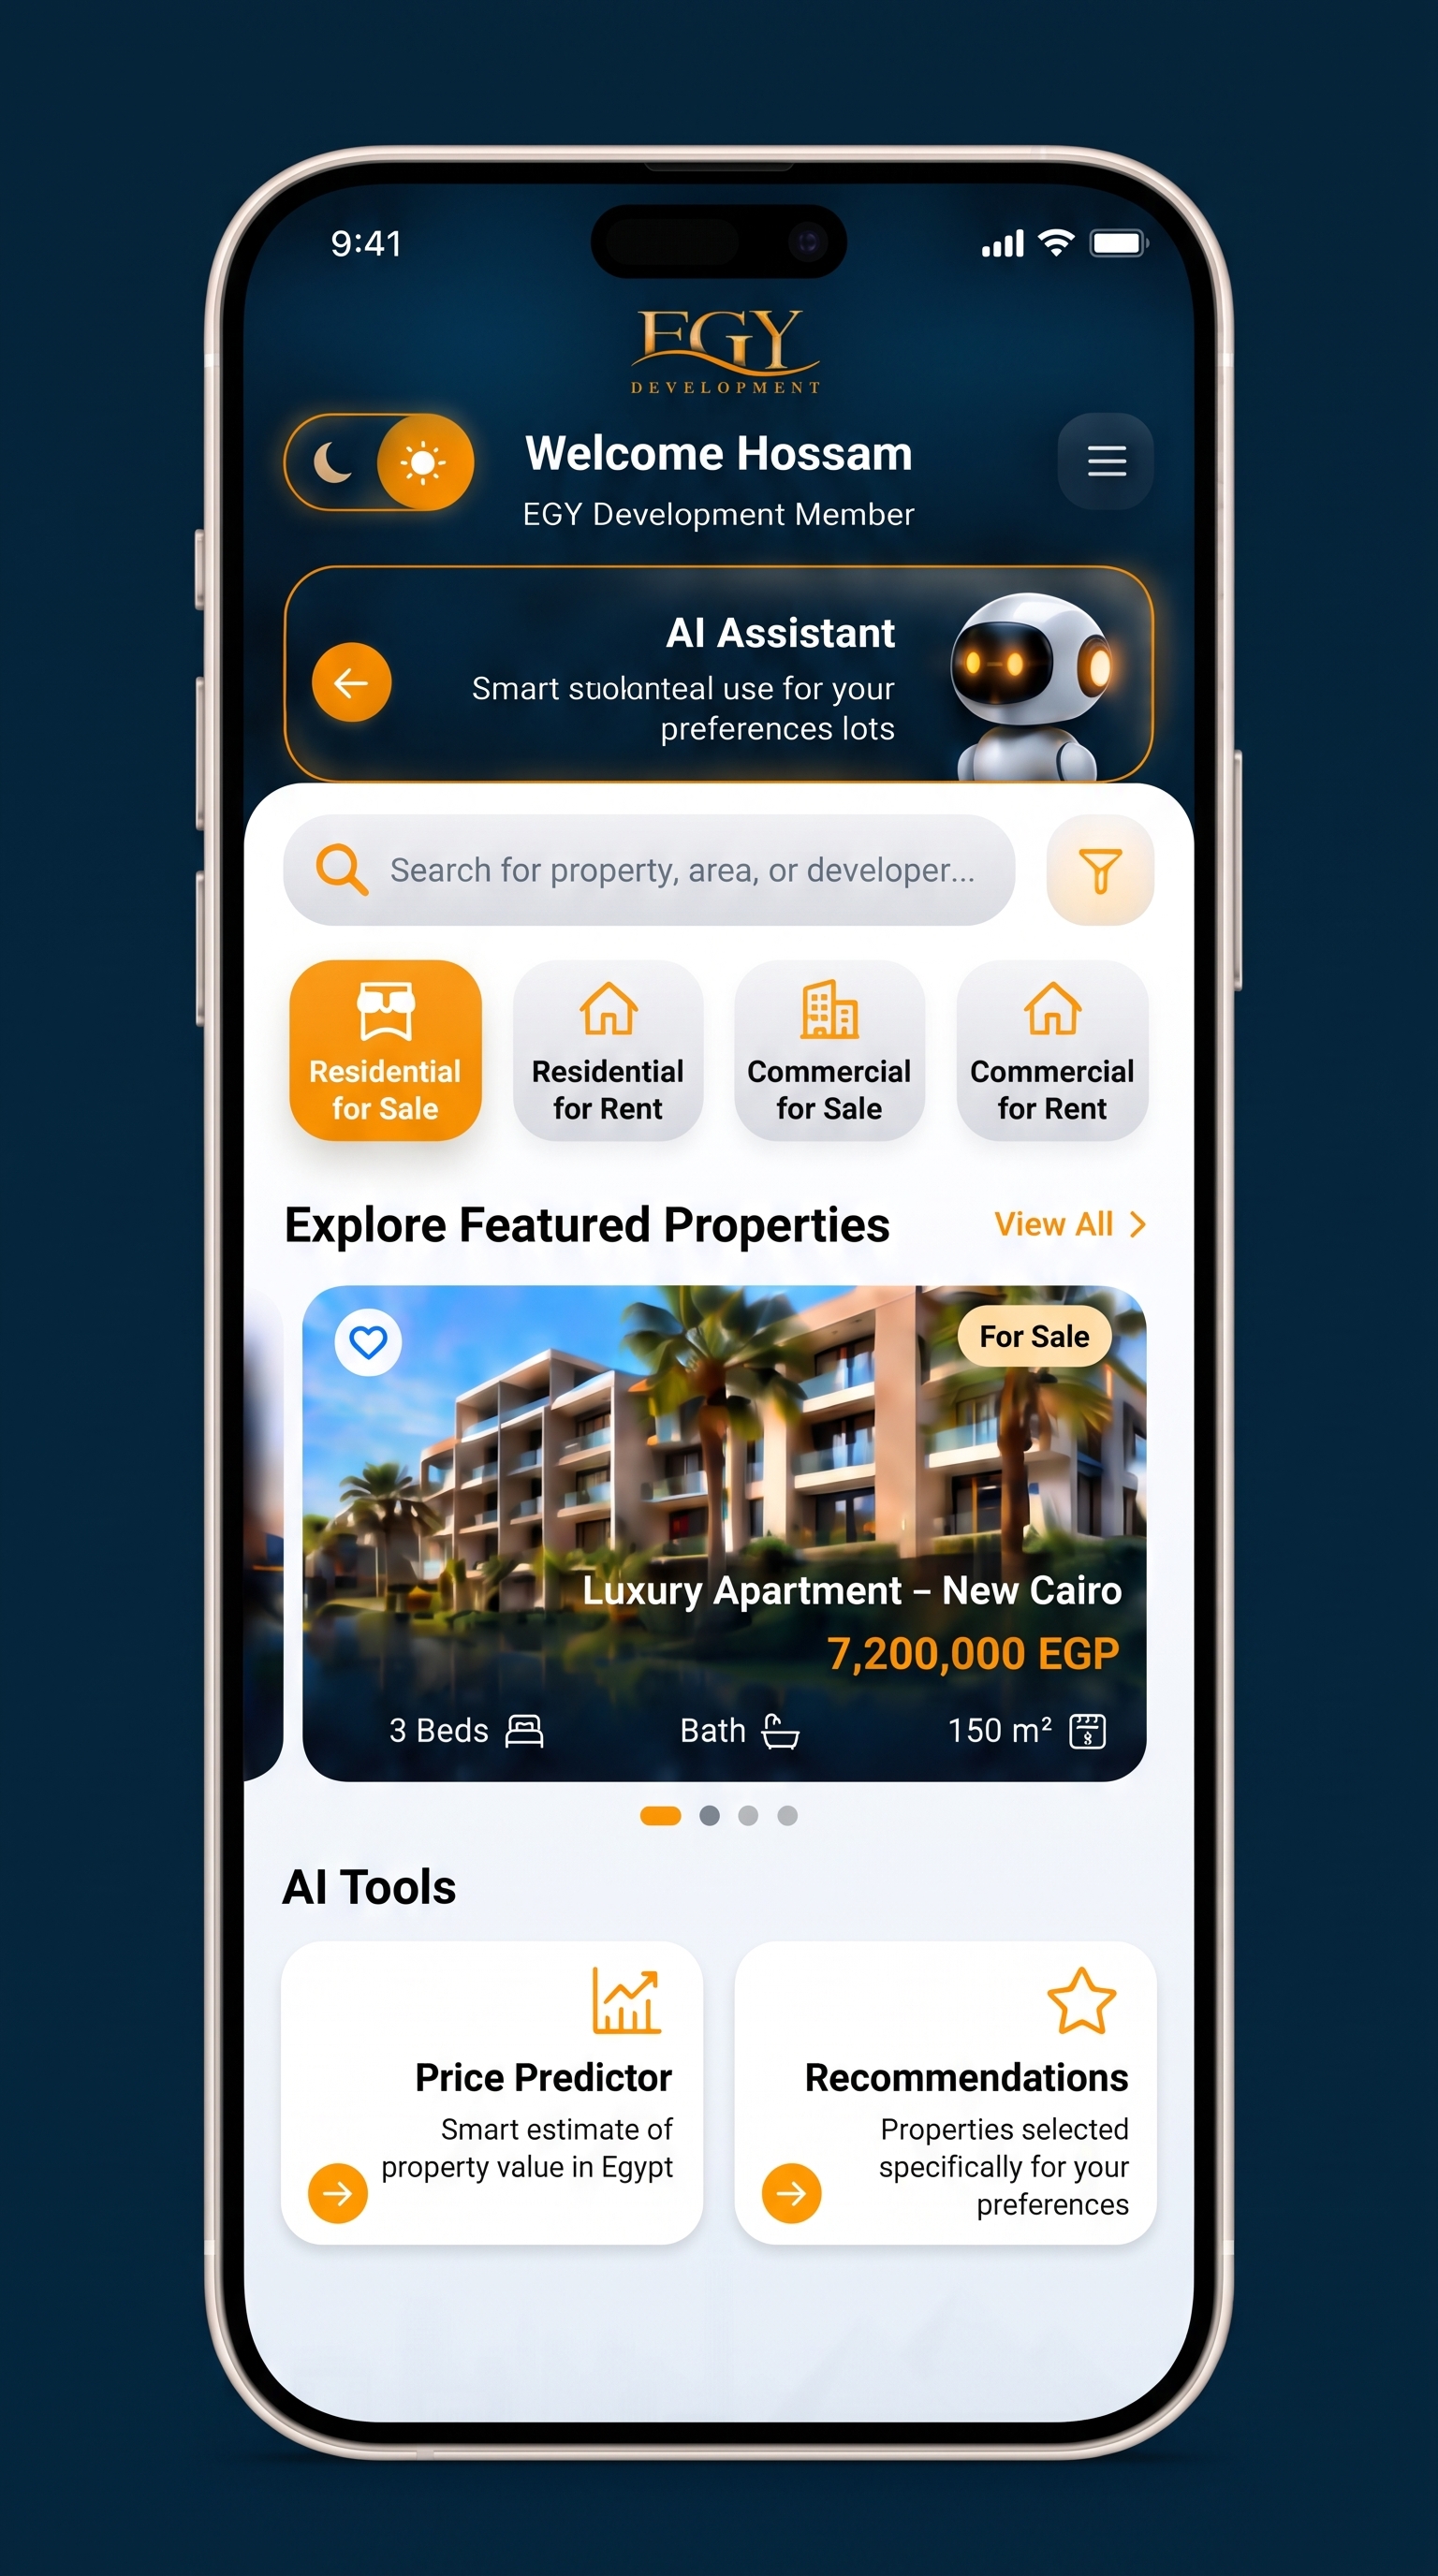 9:41
EGY
DEVELOPMENT
Welcome Hossam
EGY Development Member
AI Assistant
Smart suolanteal use for your
preferences lots
Search for property, area, or developer...
Residential
for Sale
Residential
for Rent
Commercial
for Sale
Commercial
for Rent
Explore Featured Properties
View All
For Sale
Luxury Apartment – New Cairo
7,200,000 EGP
3 Beds
Bath
150 m²
AI Tools
Price Predictor
Smart estimate of
property value in Egypt
Recommendations
Properties selected
specifically for your
preferences